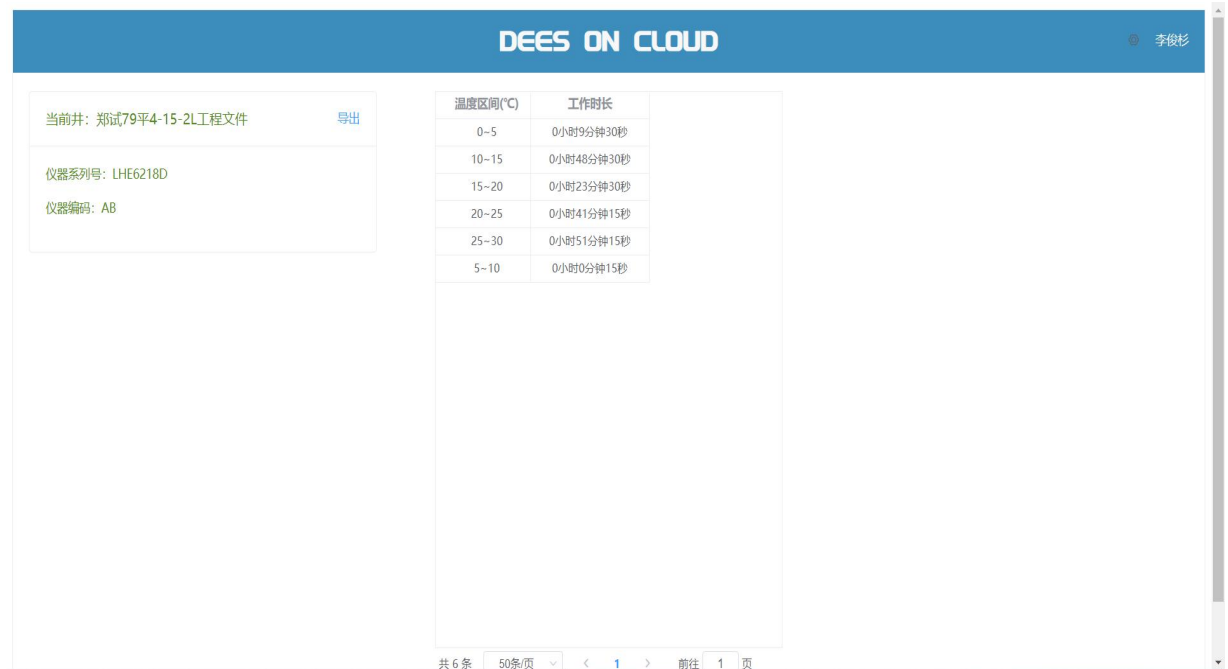 DEES ON CLOUD
李俊杉
当前井：郑试79平4-15-2L工程文件 导出
仪器系列号：LHE6218D
仪器编码：AB
温度区间(℃) 工作时长
0~5 0小时9分钟30秒
10~15 0小时48分钟30秒
15~20 0小时23分钟30秒
20~25 0小时41分钟15秒
25~30 0小时51分钟15秒
5~10 0小时0分钟15秒
共 6 条 50条/页 1 前往 1 页